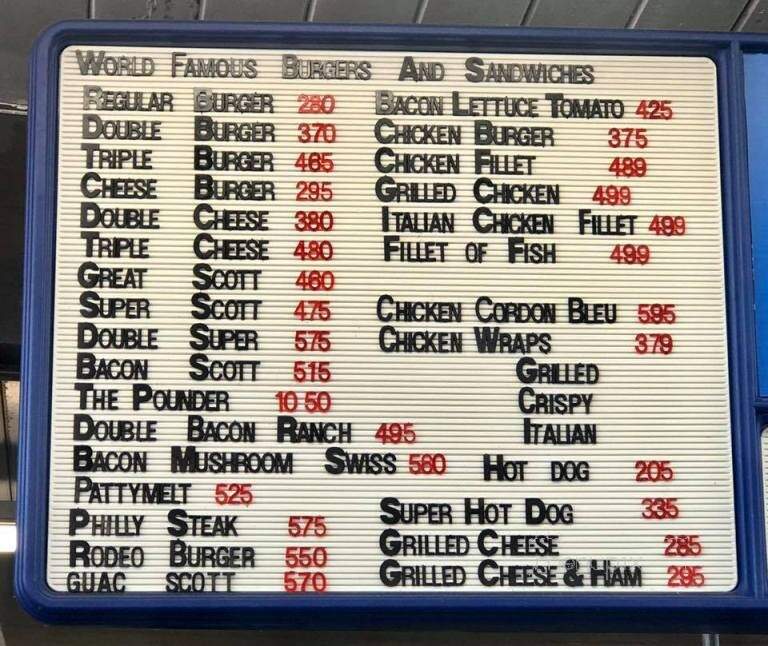 WORLD FAMOUS BURGERS AND SANDWICHES
REGULAR BURGER 280
DOUBLE BURGER 370
TRIPLE BURGER 465
CHEESE BURGER 295
DOUBLE CHEESE 380
TRIPLE CHEESE 480
GREAT SCOTT 460
SUPER SCOTT 475
DOUBLE SUPER 575
BACON SCOTT 515
THE POUNDER 10 50
DOUBLE BACON RANCH 495
BACON MUSHROOM SWISS 560
PATTYMELT 525
PHILLY STEAK 575
RODEO BURGER 550
GUAC SCOTT 570
BACON LETTUCE TOMATO 425
CHICKEN BURGER 375
CHICKEN FILLET 489
GRILLED CHICKEN 499
ITALIAN CHICKEN FILLET 499
FILLET OF FISH 499
CHICKEN CORDON BLEU 595
CHICKEN WRAPS 379
GRILLED
CRISPY
ITALIAN
HOT DOG 205
SUPER HOT DOG 335
GRILLED CHEESE 285
GRILLED CHEESE & HAM 295